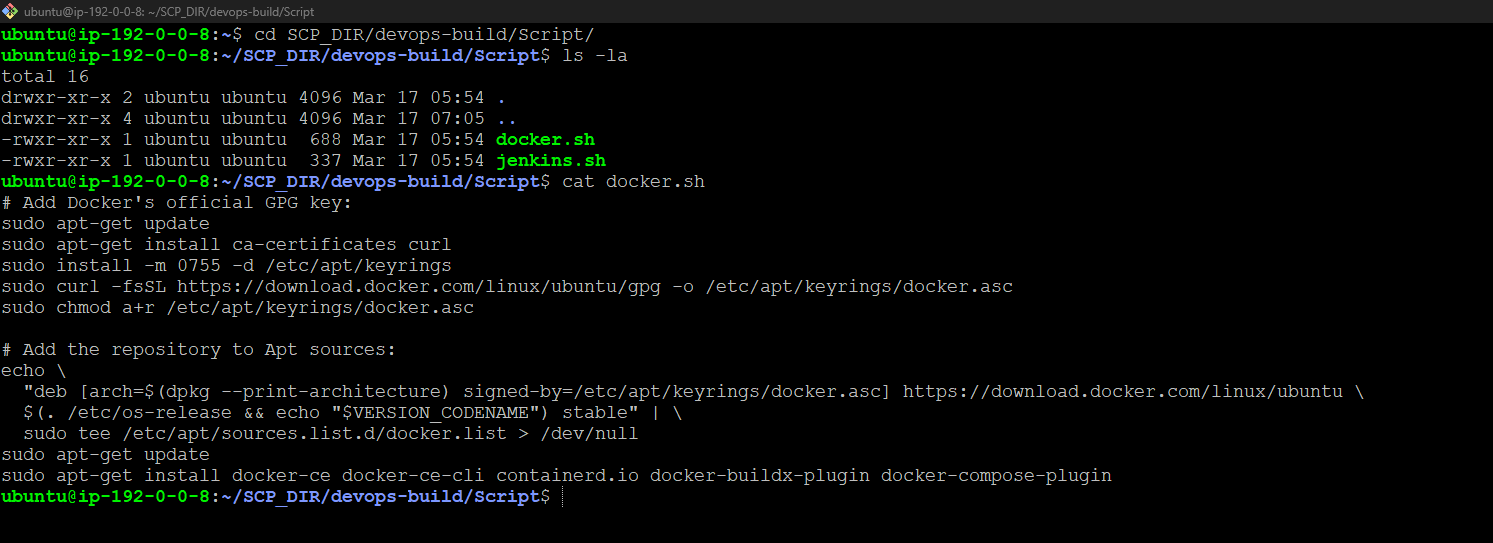 ubuntu@ip-192-0-0-8: ~/SCP_DIR/devops-build/Script
ubuntu@ip-192-0-0-8:~$ cd SCP_DIR/devops-build/Script/
ubuntu@ip-192-0-0-8:~/SCP_DIR/devops-build/Script$ ls -la
total 16
drwxr-xr-x 2 ubuntu ubuntu 4096 Mar 17 05:54 .
drwxr-xr-x 4 ubuntu ubuntu 4096 Mar 17 07:05 ..
-rwxr-xr-x 1 ubuntu ubuntu  688 Mar 17 05:54 docker.sh
-rwxr-xr-x 1 ubuntu ubuntu  337 Mar 17 05:54 jenkins.sh
ubuntu@ip-192-0-0-8:~/SCP_DIR/devops-build/Script$ cat docker.sh
# Add Docker's official GPG key:
sudo apt-get update
sudo apt-get install ca-certificates curl
sudo install -m 0755 -d /etc/apt/keyrings
sudo curl -fsSL https://download.docker.com/linux/ubuntu/gpg -o /etc/apt/keyrings/docker.asc
sudo chmod a+r /etc/apt/keyrings/docker.asc

# Add the repository to Apt sources:
echo \
  "deb [arch=$(dpkg --print-architecture) signed-by=/etc/apt/keyrings/docker.asc] https://download.docker.com/linux/ubuntu \
  $(. /etc/os-release && echo "$VERSION_CODENAME") stable" | \
  sudo tee /etc/apt/sources.list.d/docker.list > /dev/null
sudo apt-get update
sudo apt-get install docker-ce docker-ce-cli containerd.io docker-buildx-plugin docker-compose-plugin
ubuntu@ip-192-0-0-8:~/SCP_DIR/devops-build/Script$